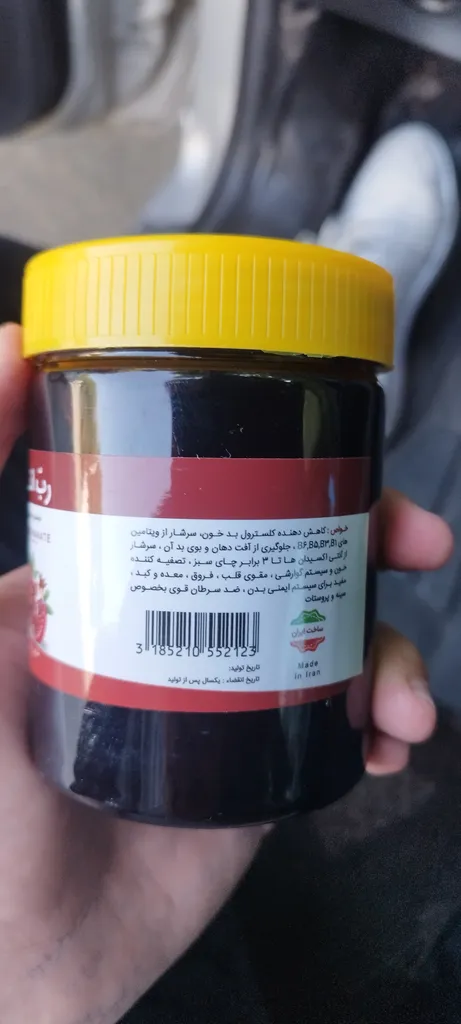 خواص : کاهش دهنده کلسترول بد خون، سرشار از ویتامین
های B6,B5,B3,B1 ، جلوگیری از آفت دهان و بوی بد آن ، سرشار
از آنتی اکسیدان ها تا ۳ برابر چای سبز ، تصفیه کننده
خون و سیستم گوارشی ، مقوی قلب ، عروق ، معده و کبد ،
مفید برای سیستم ایمنی بدن ، ضد سرطان قوی بخصوص
سینه و پروستات
ساخت ایران
Made
in Iran
3 185210 552123
تاریخ تولید:
تاریخ انقضاء : یکسال پس از تولید
ربّ